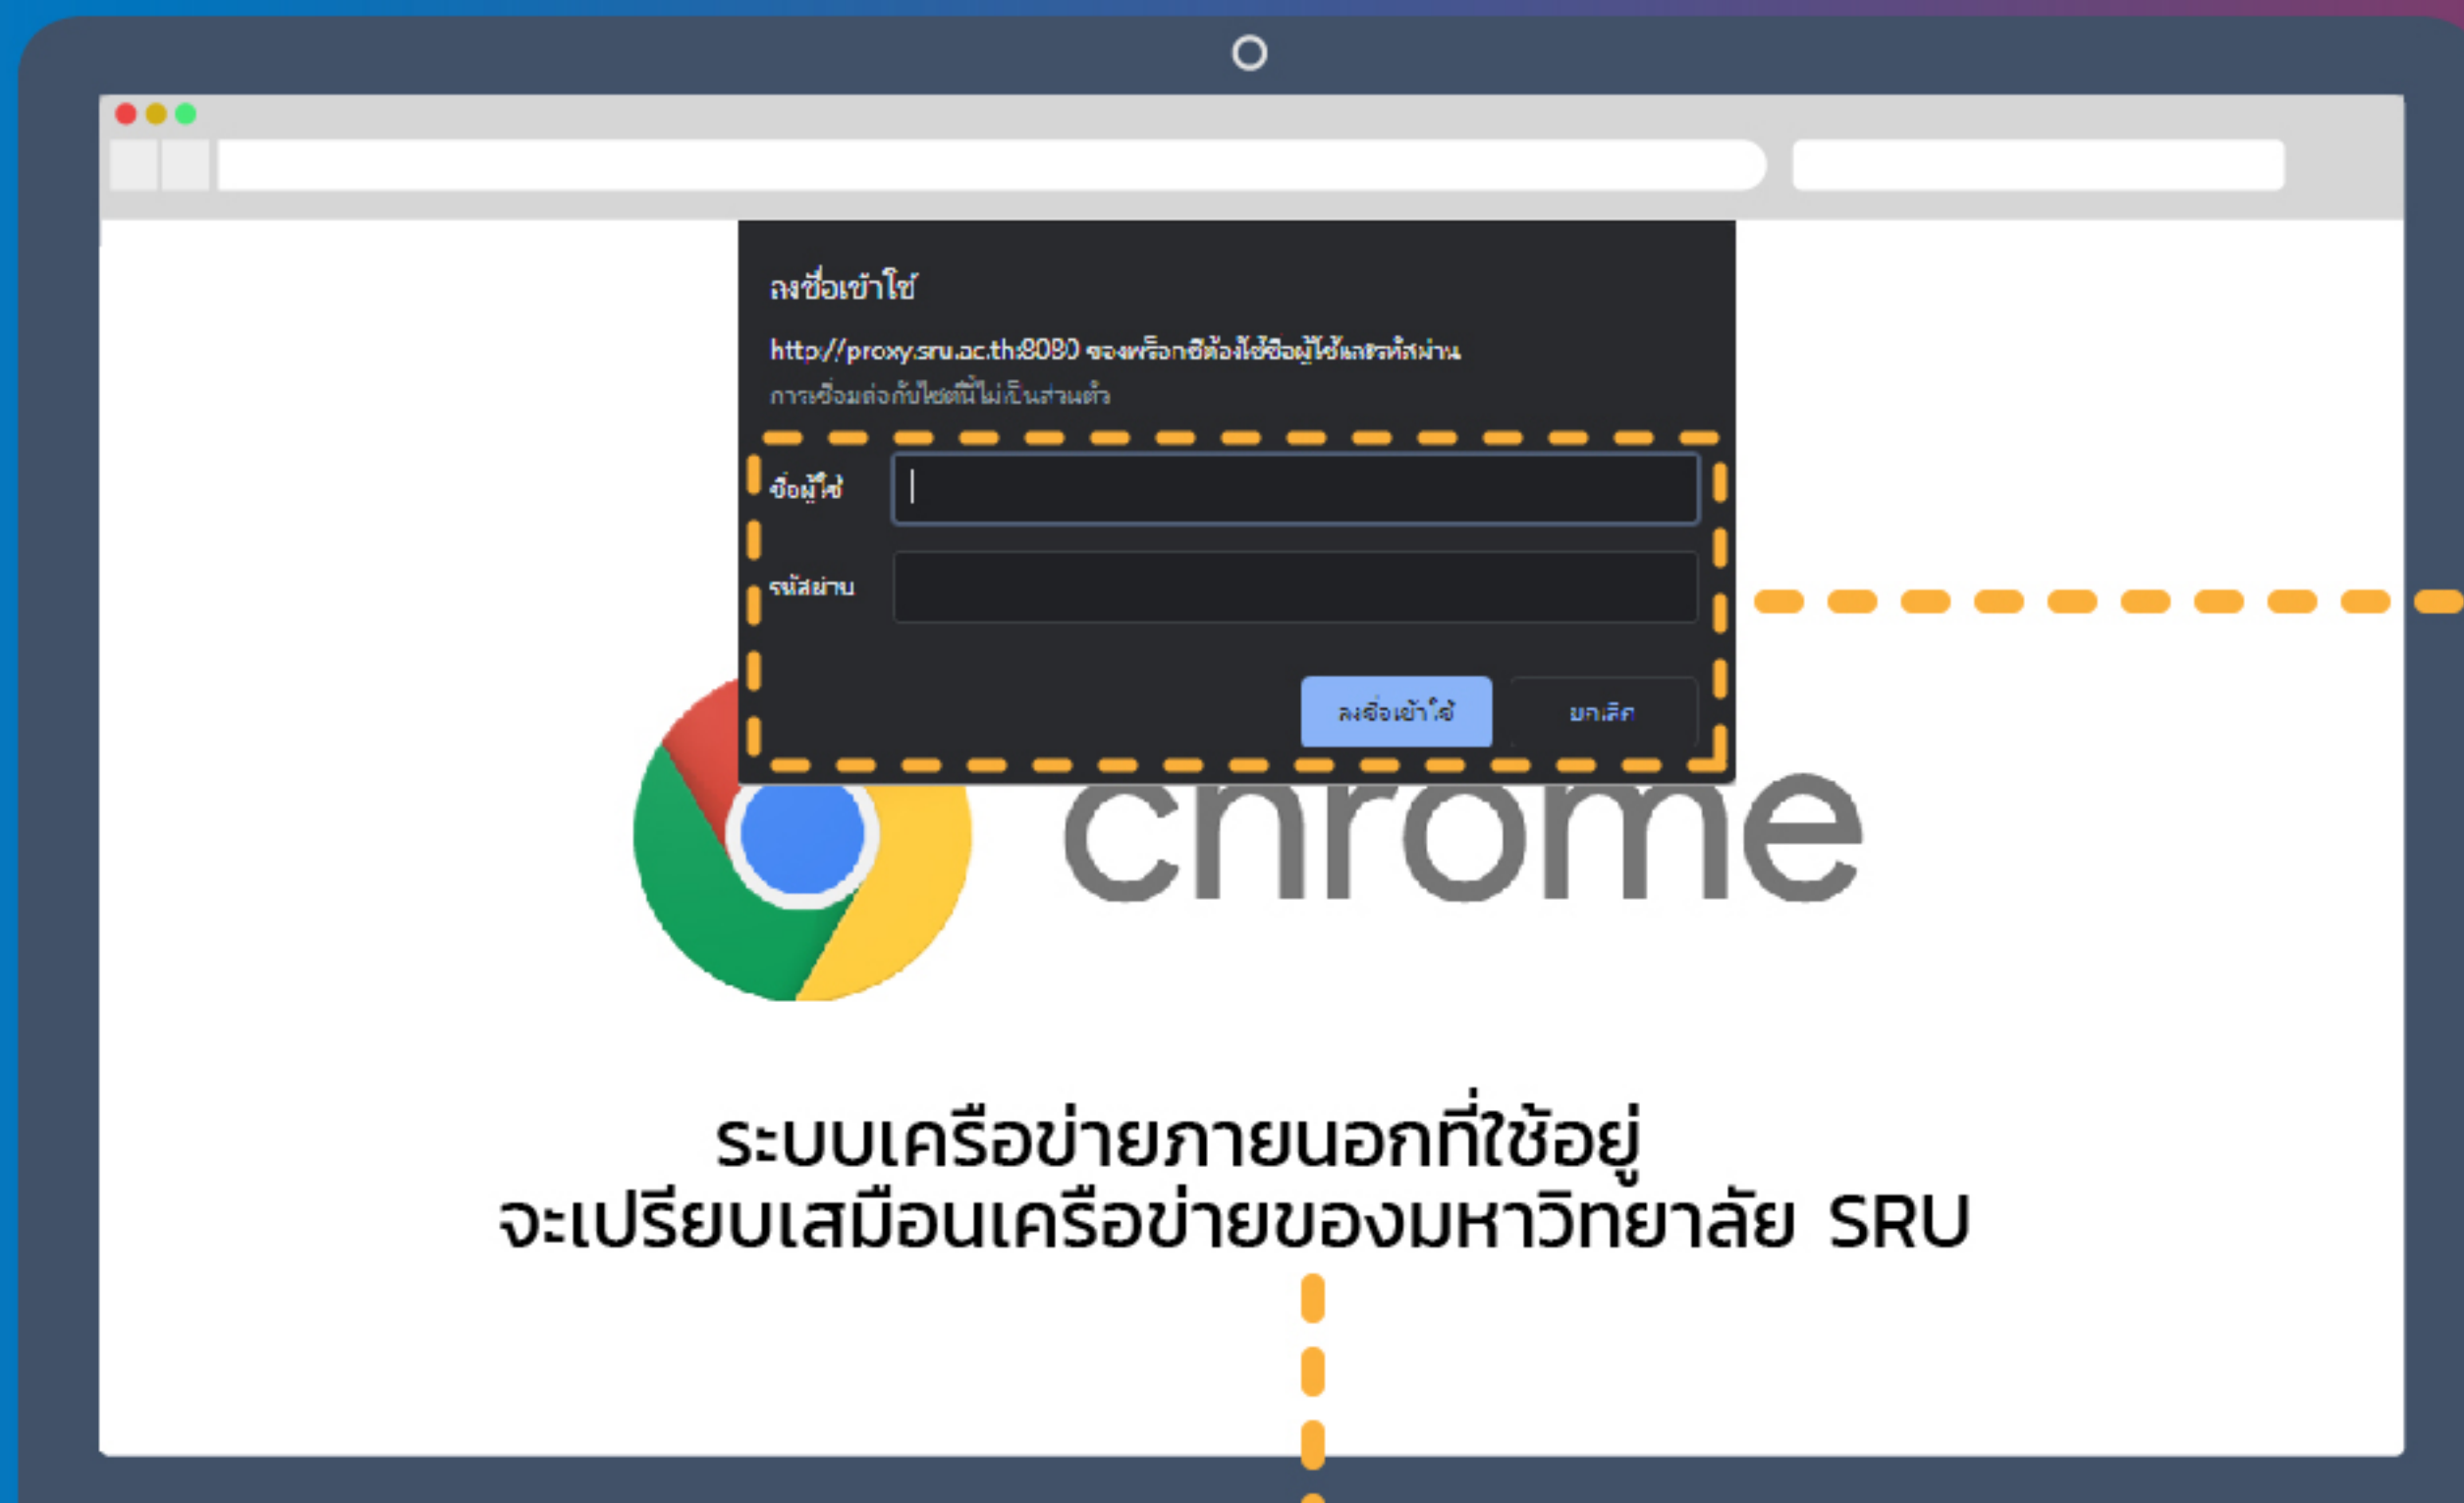 ลงชื่อเข้าใช้
http://proxy.sru.ac.th:8080 ของพร็อกซีต้องใช้ชื่อผู้ใช้และรหัสผ่าน
การเชื่อมต่อกับไซต์นี้ไม่เป็นส่วนตัว
ชื่อผู้ใช้
รหัสผ่าน
ลงชื่อเข้าใช้ ยกเลิก
chrome
ระบบเครือข่ายภายนอกที่ใช้อยู่
จะเปรียบเสมือนเครือข่ายของมหาวิทยาลัย SRU